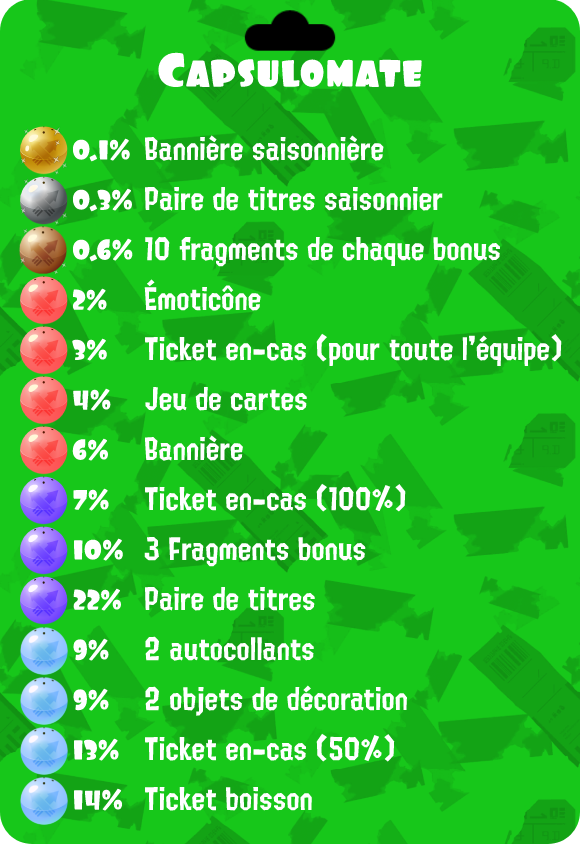 Capsulomate
0.1% Bannière saisonnière
0.3% Paire de titres saisonnier
0.6% 10 fragments de chaque bonus
2% Émoticône
3% Ticket en-cas (pour toute l'équipe)
4% Jeu de cartes
6% Bannière
7% Ticket en-cas (100%)
10% 3 Fragments bonus
22% Paire de titres
9% 2 autocollants
9% 2 objets de décoration
13% Ticket en-cas (50%)
14% Ticket boisson